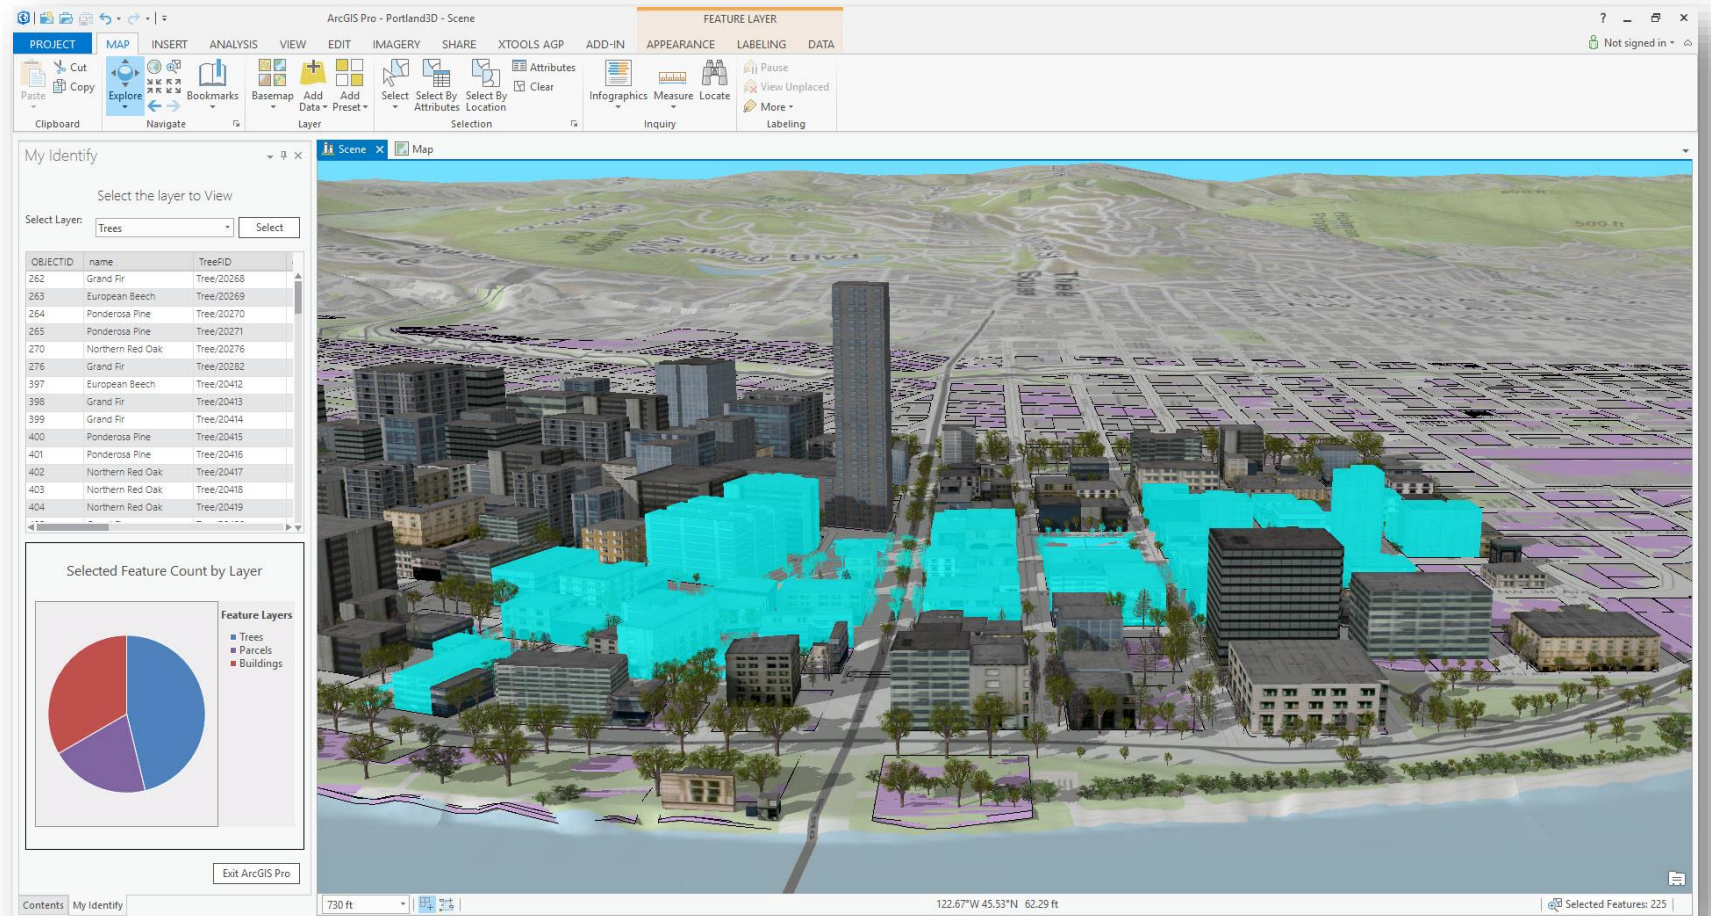 ArcGIS Pro - Portland3D - Scene
FEATURE LAYER
?
PROJECT MAP INSERT ANALYSIS VIEW EDIT IMAGERY SHARE XTOOLS AGP ADD-IN APPEARANCE LABELING DATA
Not signed in
Paste
Cut
Copy
Clipboard
Explore
Bookmarks
Navigate
Basemap
Add Data
Add Preset
Layer
Select
Select By Attributes
Select By Location
Attributes
Clear
Selection
Infographics
Measure
Locate
Inquiry
Pause
View Unplaced
More
Labeling
My Identify
Select the layer to View
Select Layer:
Trees
Select
OBJECTID name TreeFID
262 Grand Fir Tree/20268
263 European Beech Tree/20269
264 Ponderosa Pine Tree/20270
265 Ponderosa Pine Tree/20271
270 Northern Red Oak Tree/20276
276 Grand Fir Tree/20282
397 European Beech Tree/20412
398 Grand Fir Tree/20413
399 Grand Fir Tree/20414
400 Ponderosa Pine Tree/20415
401 Ponderosa Pine Tree/20416
402 Northern Red Oak Tree/20417
403 Northern Red Oak Tree/20418
404 Northern Red Oak Tree/20419
Selected Feature Count by Layer
Feature Layers
Trees
Parcels
Buildings
Exit ArcGIS Pro
Contents My Identify
Scene
Map
500 ft
Blvd
730 ft
122.67°W 45.53°N 62.29 ft
Selected Features: 225